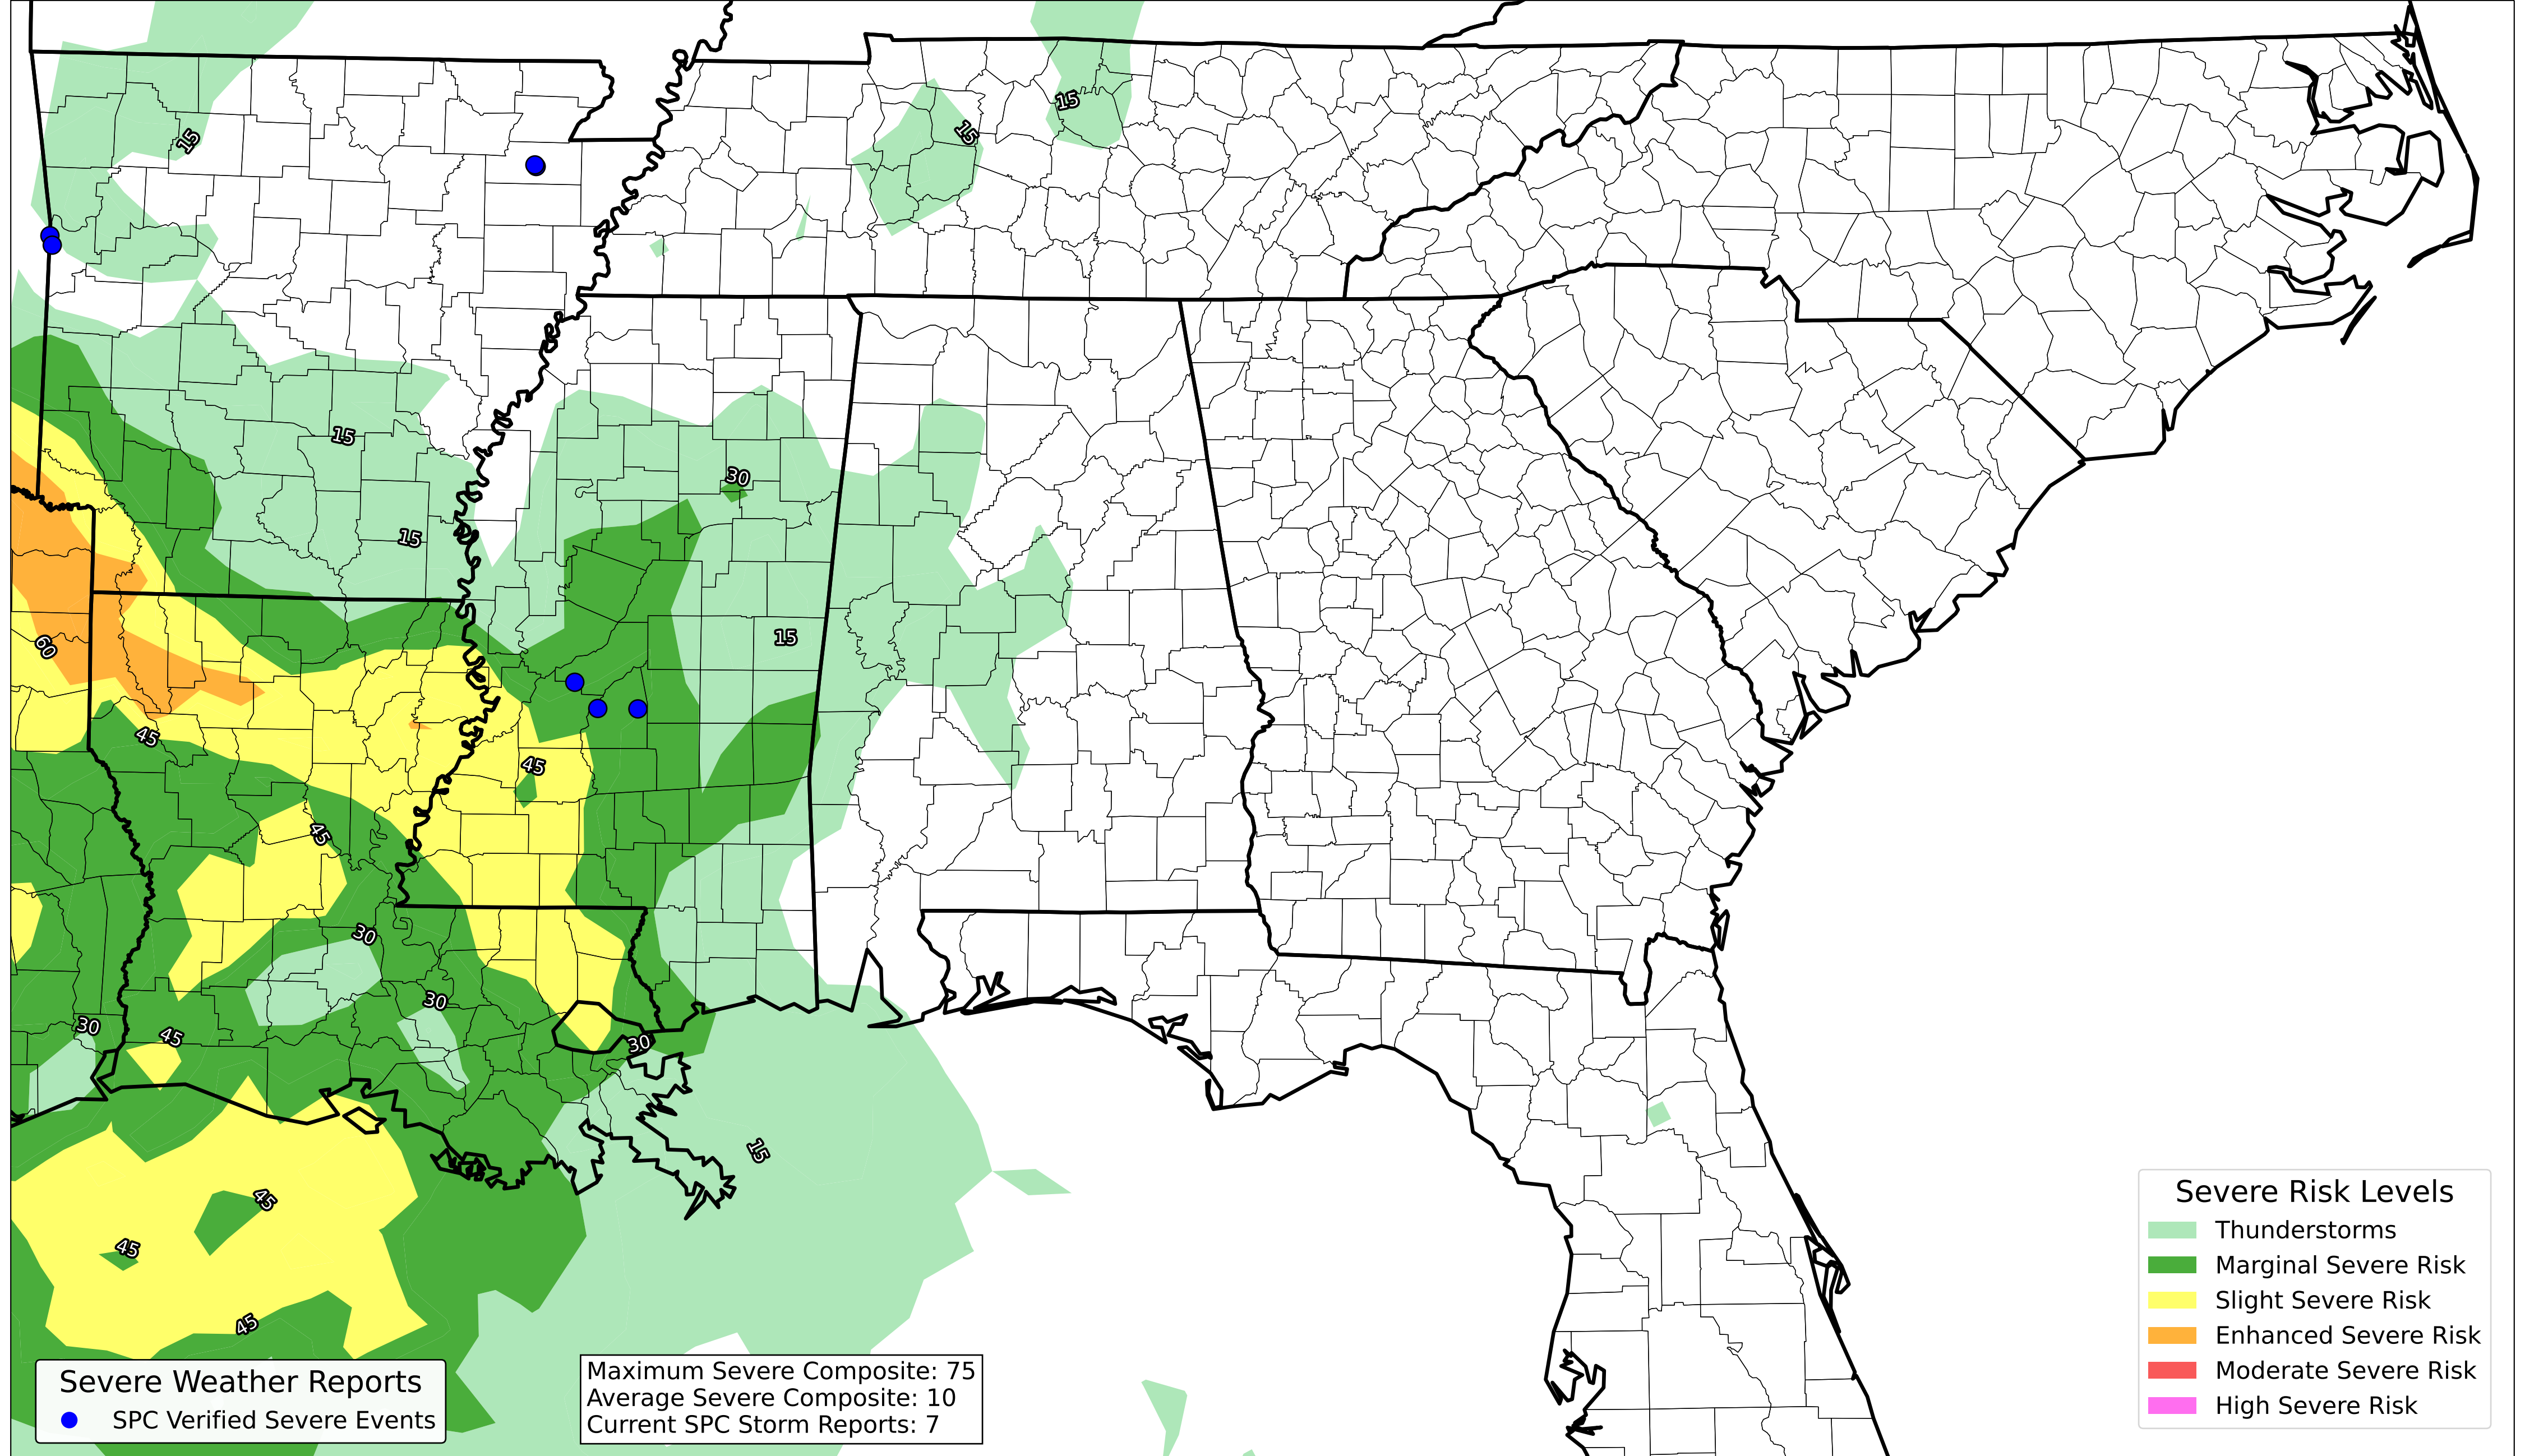 15
15
15
30
15
15
15
60
45
45
45
30
30
30
45
30
15
45
45
45
Severe Risk Levels
Thunderstorms
Marginal Severe Risk
Slight Severe Risk
Enhanced Severe Risk
Moderate Severe Risk
High Severe Risk
Severe Weather Reports
SPC Verified Severe Events
Maximum Severe Composite: 75
Average Severe Composite: 10
Current SPC Storm Reports: 7